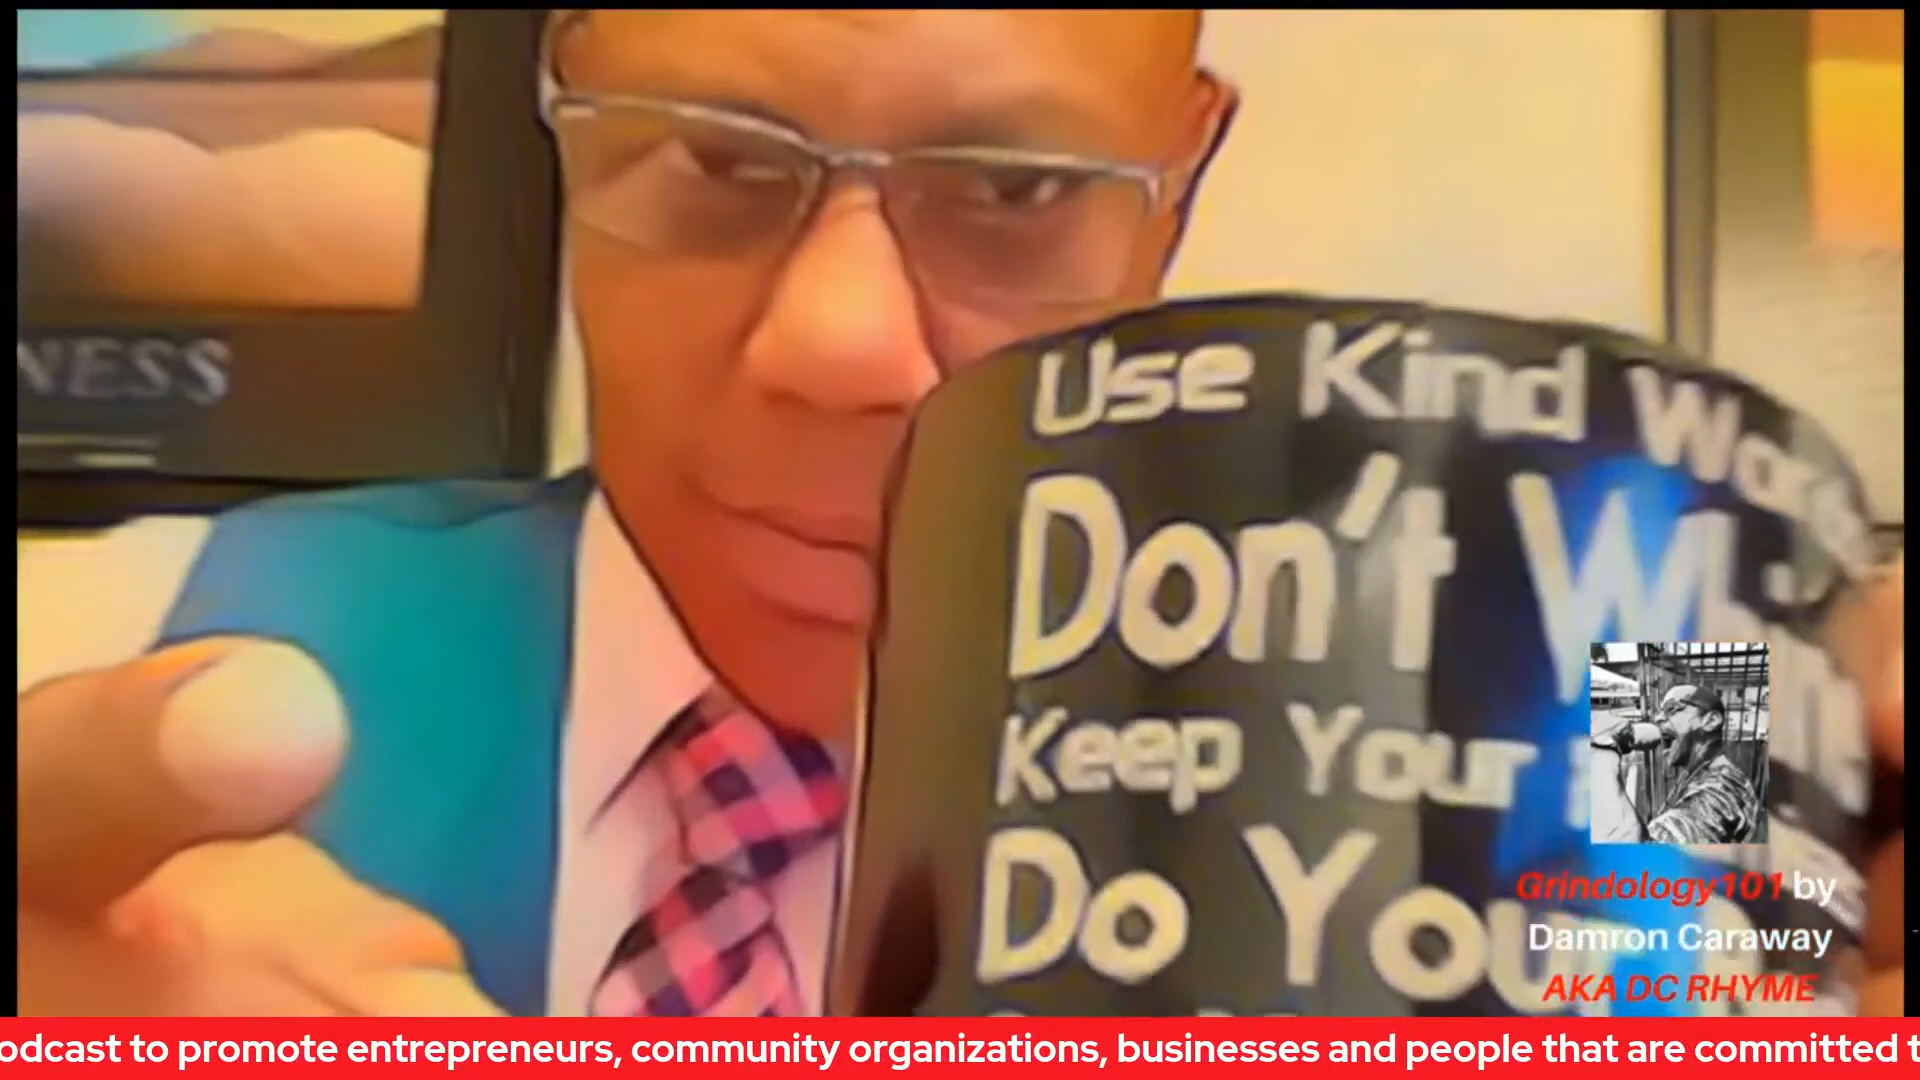 NESS
Use Kind
Don't
Keep Your
Do Your
Grindology101 by
Damron Caraway
AKA DC RHYME
odcast to promote entrepreneurs, community organizations, businesses and people that are committed t